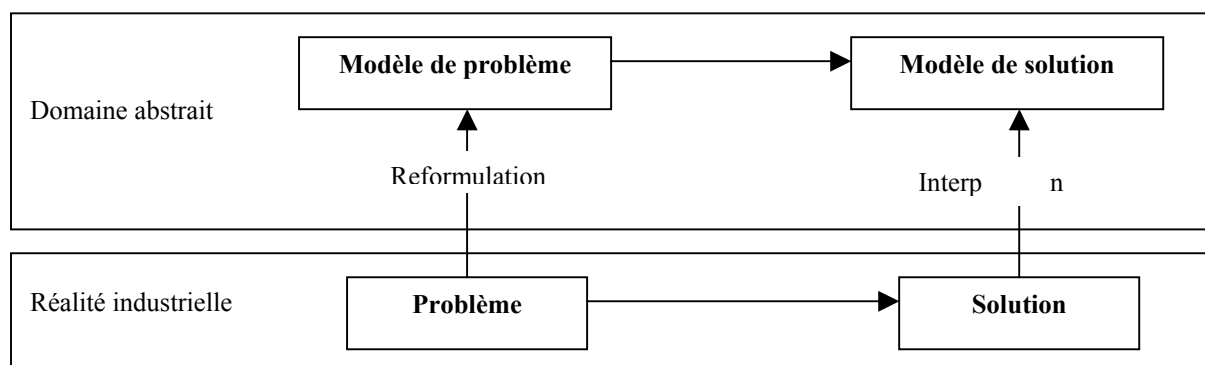 Modèle de problème
Modèle de solution
Domaine abstrait
Reformulation
Interp n
Réalité industrielle
Problème
Solution